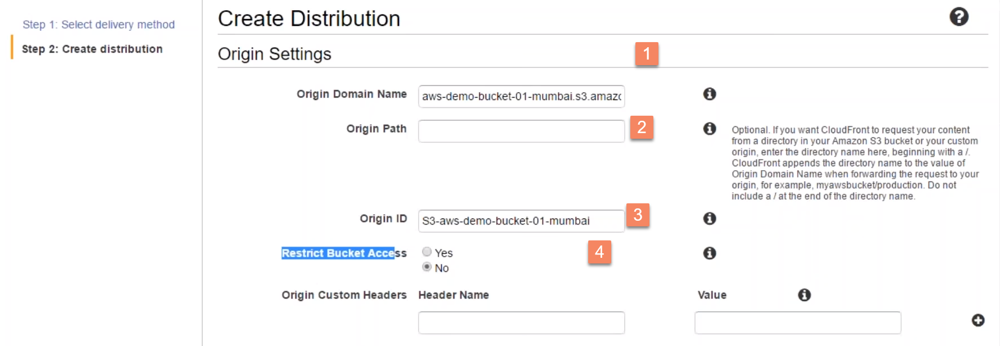 Step 1: Select delivery method
Step 2: Create distribution
Create Distribution
?
Origin Settings
1
Origin Domain Name
aws-demo-bucket-01-mumbai.s3.amazo
Origin Path
2
Optional. If you want CloudFront to request your content
from a directory in your Amazon S3 bucket or your custom
origin, enter the directory name here, beginning with a /.
CloudFront appends the directory name to the value of
Origin Domain Name when forwarding the request to your
origin, for example, myawsbucket/production. Do not
include a / at the end of the directory name.
Origin ID
S3-aws-demo-bucket-01-mumbai
3
Restrict Bucket Access
Yes
No
4
Origin Custom Headers
Header Name
Value